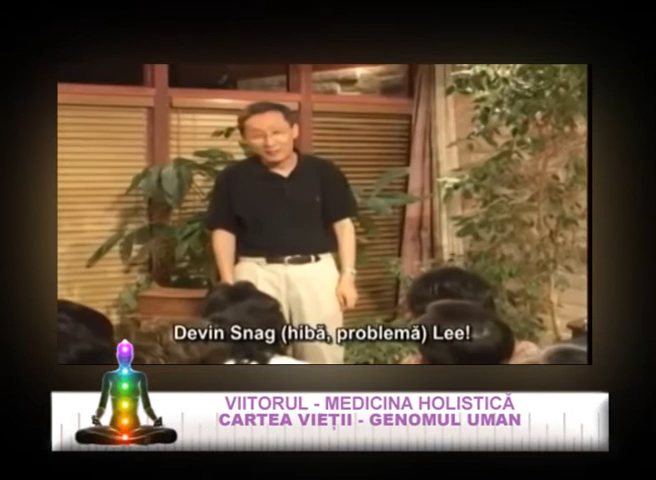 Devin Snag (hibă, problemă) Lee!
VIITORUL - MEDICINA HOLISTICĂ
CARTEA VIEȚII - GENOMUL UMAN